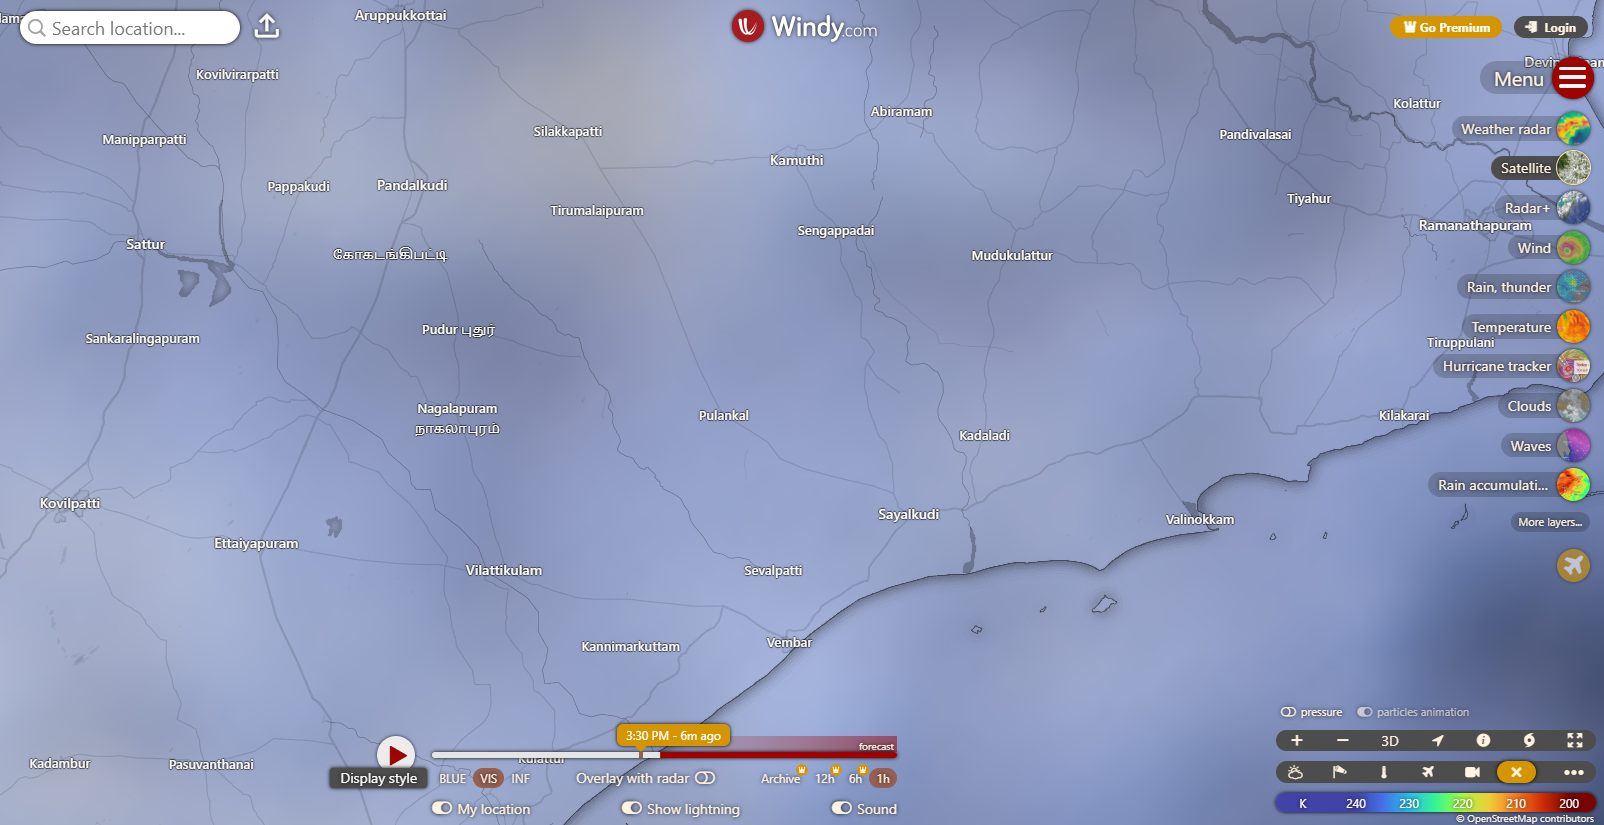 Search location...
Windy.com
Go Premium
Login
Menu
Weather radar
Satellite
Radar+
Wind
Rain, thunder
Temperature
Hurricane tracker
Clouds
Waves
Rain accumulati...
More layers...
Aruppukkottai
Kovilvirarpatti
Abiramam
Kolattur
Silakkapatti
Manipparpatti
Pandivalasai
Kamuthi
Pappakudi
Pandalkudi
Tiyahur
Tirumalaipuram
Ramanathapuram
Sengappadai
Sattur
கோகடங்கிபட்டி
Mudukulattur
Pudur புதூர்
Sankaralingapuram
Tiruppulani
Nagalapuram
நாகலாபுரம்
Pulankal
Kilakarai
Kadaladi
Kovilpatti
Sayalkudi
Valinokkam
Ettaiyapuram
Vilattikulam
Sevalpatti
Vembar
Kannimarkuttam
Kadambur
Pasuvanthanai
Kulattur
3:30 PM - 6m ago
forecast
Display style
BLUE VIS INF
Overlay with radar
Archive 12h 6h 1h
My location
Show lightning
Sound
pressure
particles animation
3D
K 240 230 220 210 200
© OpenStreetMap contributors